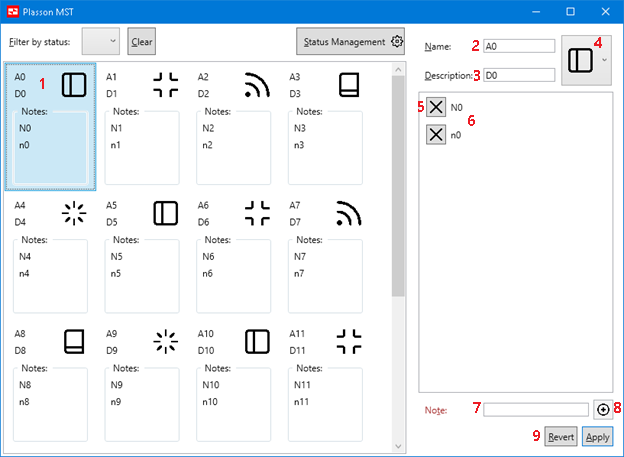 Plasson MST
Filter by status:
Clear
Status Management
A0
D0
1
Notes:
N0
n0
A1
D1
Notes:
N1
n1
A2
D2
Notes:
N2
n2
A3
D3
Notes:
N3
n3
A4
D4
Notes:
N4
n4
A5
D5
Notes:
N5
n5
A6
D6
Notes:
N6
n6
A7
D7
Notes:
N7
n7
A8
D8
Notes:
N8
n8
A9
D9
Notes:
N9
n9
A10
D10
Notes:
N10
n10
A11
D11
Notes:
N11
n11
Name: 2 A0
4
Description: 3 D0
5 N0
6
n0
Note: 7 8
9 Revert Apply